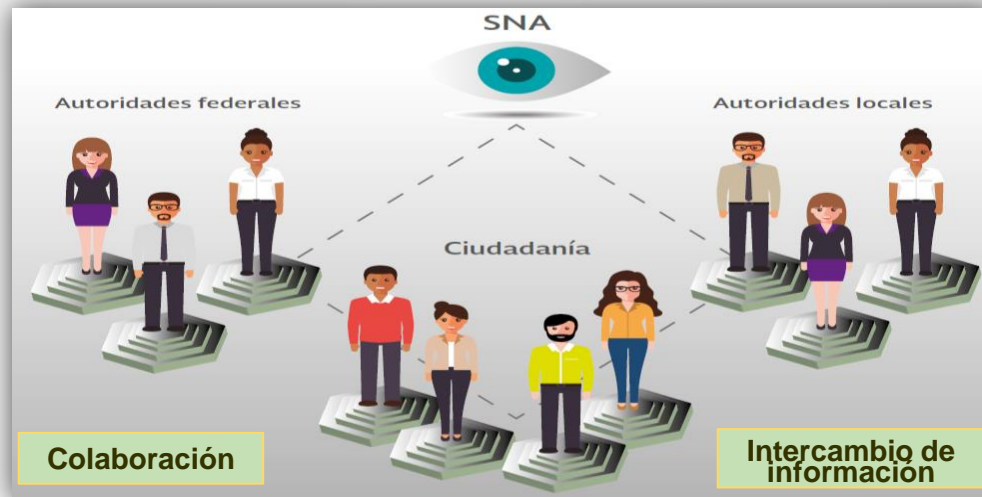 SNA
Autoridades federales
Autoridades locales
Ciudadanía
Colaboración
Intercambio de
información